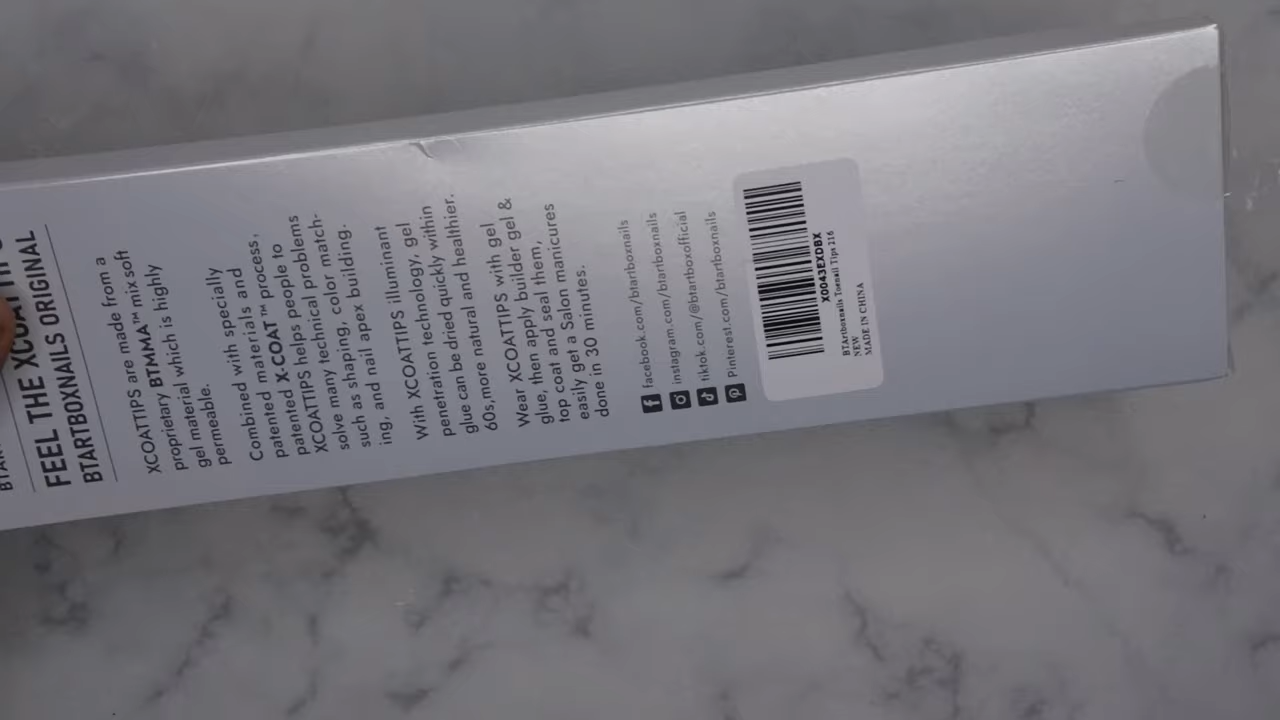 FEEL THE
BTARTBOXNAILS ORIGINAL
XCOATTIPS are made from a
proprietary BTMMA™ mix soft
gel material which is highly
permeable.
Combined with specially
patented materials and
patented X-COAT™ process,
XCOATTIPS helps people to
solve many technical problems-
such as shaping, color match-
ing, and nail apex building.
With XCOATTIPS illuminant
penetration technology, gel
glue can be dried quickly within
60s,more natural and healthier.
Wear XCOATTIPS with gel
glue, then apply builder gel &
top coat and seal them,
easily get a Salon manicures
done in 30 minutes.
facebook.com/btartboxnails
instagram.com/btartboxnails
tiktok.com/@btartboxofficial
Pinterest.com/btartboxnails
X0043EXDBX
BTArtboxnails Toenail Tips 216
NEW
MADE IN CHINA